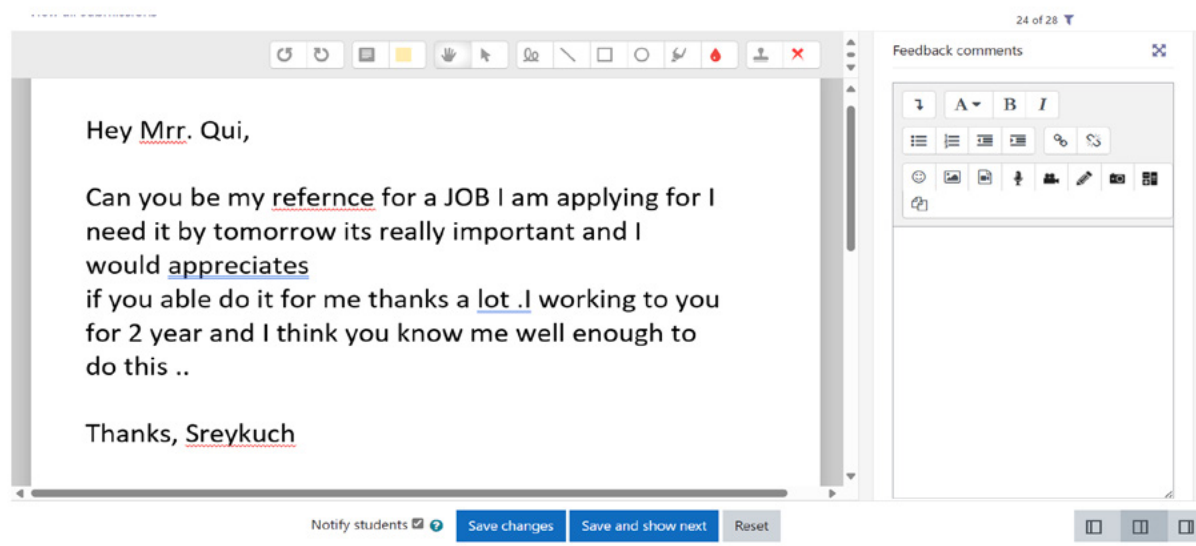 24 of 28
Feedback comments
A B I
Hey Mrr. Qui,
Can you be my refernce for a JOB I am applying for I
need it by tomorrow its really important and I
would appreciates
if you able do it for me thanks a lot .I working to you
for 2 year and I think you know me well enough to
do this ..
Thanks, Sreykuch
Notify students
Save changes
Save and show next
Reset